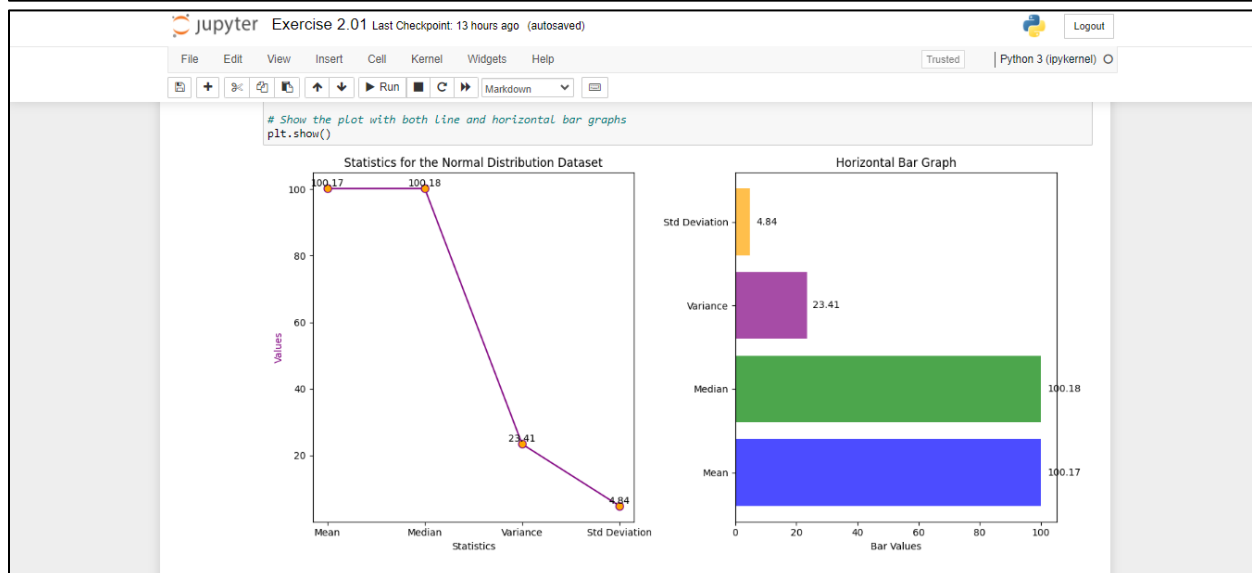 jupyter Exercise 2.01 Last Checkpoint: 13 hours ago (autosaved)
Logout
File Edit View Insert Cell Kernel Widgets Help
Trusted Python 3 (ipykernel)
Run Markdown
# Show the plot with both line and horizontal bar graphs
plt.show()
Statistics for the Normal Distribution Dataset
100.17 100.18
100
80
60
40
20
Values
23.41
4.84
Mean Median Variance Std Deviation
Statistics
Horizontal Bar Graph
Std Deviation 4.84
Variance 23.41
Median 100.18
Mean 100.17
0 20 40 60 80 100
Bar Values